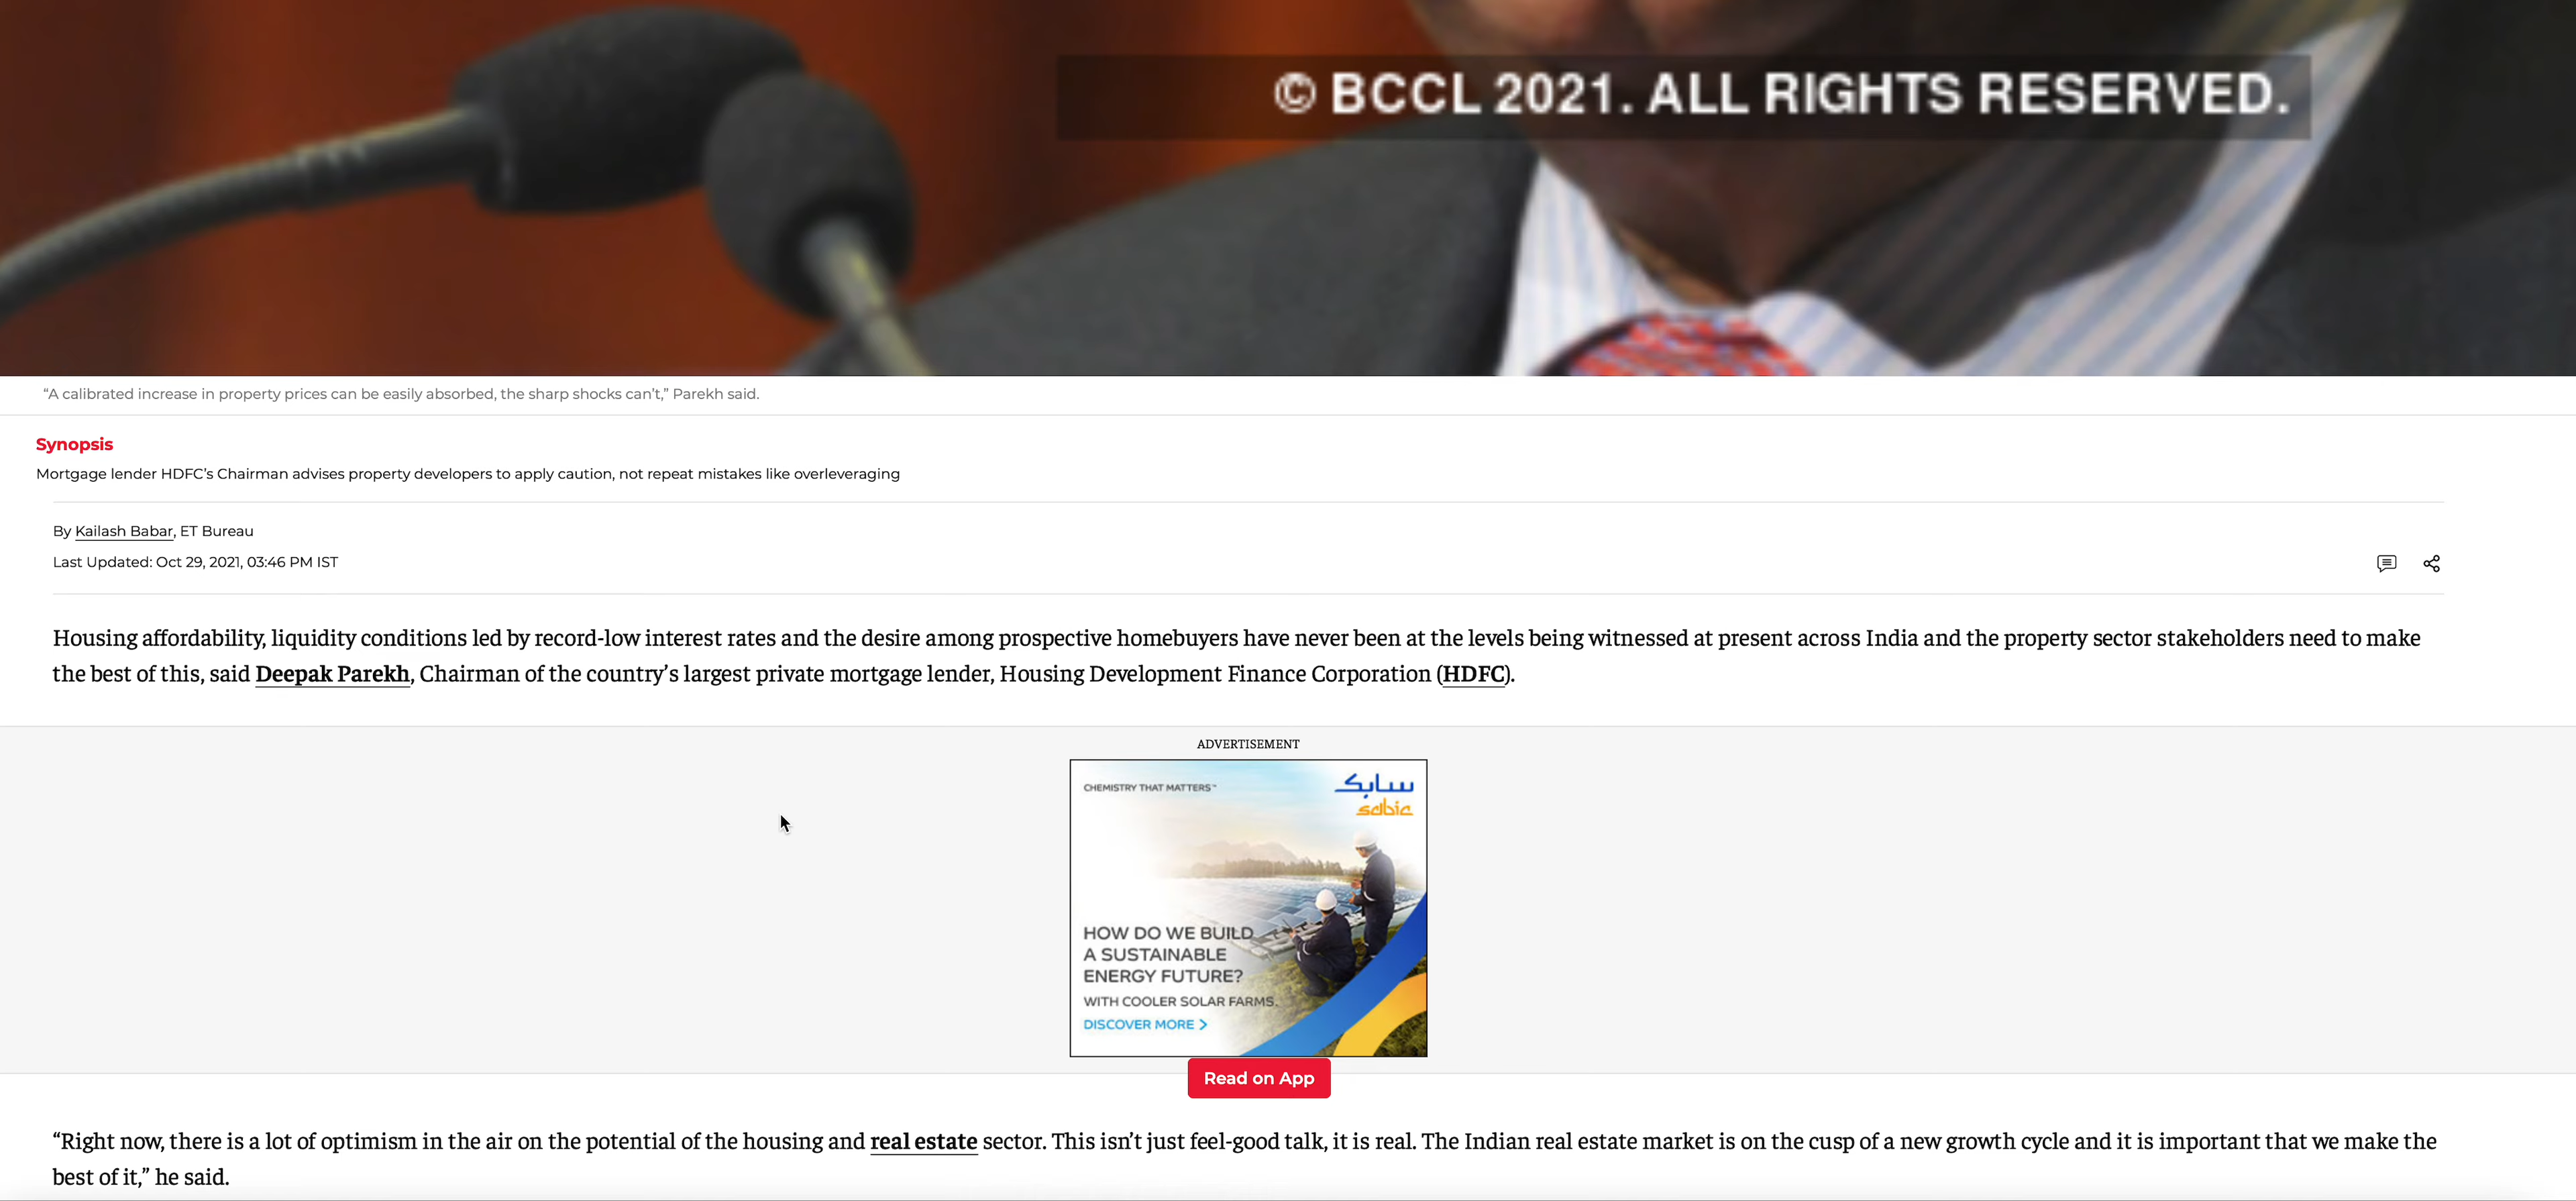 © BCCL 2021. ALL RIGHTS RESERVED.
“A calibrated increase in property prices can be easily absorbed, the sharp shocks can’t,” Parekh said.
Synopsis
Mortgage lender HDFC’s Chairman advises property developers to apply caution, not repeat mistakes like overleveraging
By Kailash Babar, ET Bureau
Last Updated: Oct 29, 2021, 03:46 PM IST
Housing affordability, liquidity conditions led by record-low interest rates and the desire among prospective homebuyers have never been at the levels being witnessed at present across India and the property sector stakeholders need to make
the best of this, said Deepak Parekh, Chairman of the country’s largest private mortgage lender, Housing Development Finance Corporation (HDFC).
ADVERTISEMENT
CHEMISTRY THAT MATTERS™
سابك
sabic
HOW DO WE BUILD
A SUSTAINABLE
ENERGY FUTURE?
WITH COOLER SOLAR FARMS.
DISCOVER MORE >
Read on App
“Right now, there is a lot of optimism in the air on the potential of the housing and real estate sector. This isn’t just feel-good talk, it is real. The Indian real estate market is on the cusp of a new growth cycle and it is important that we make the
best of it,” he said.